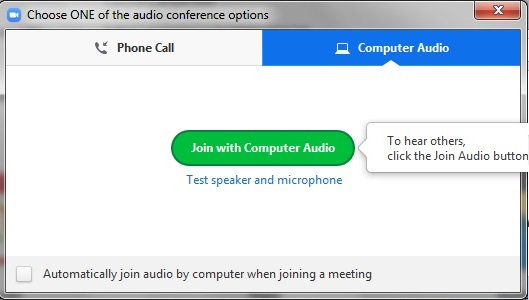 Choose ONE of the audio conference options
Phone Call
Computer Audio
Join with Computer Audio
To hear others,
click the Join Audio button
Test speaker and microphone
Automatically join audio by computer when joining a meeting